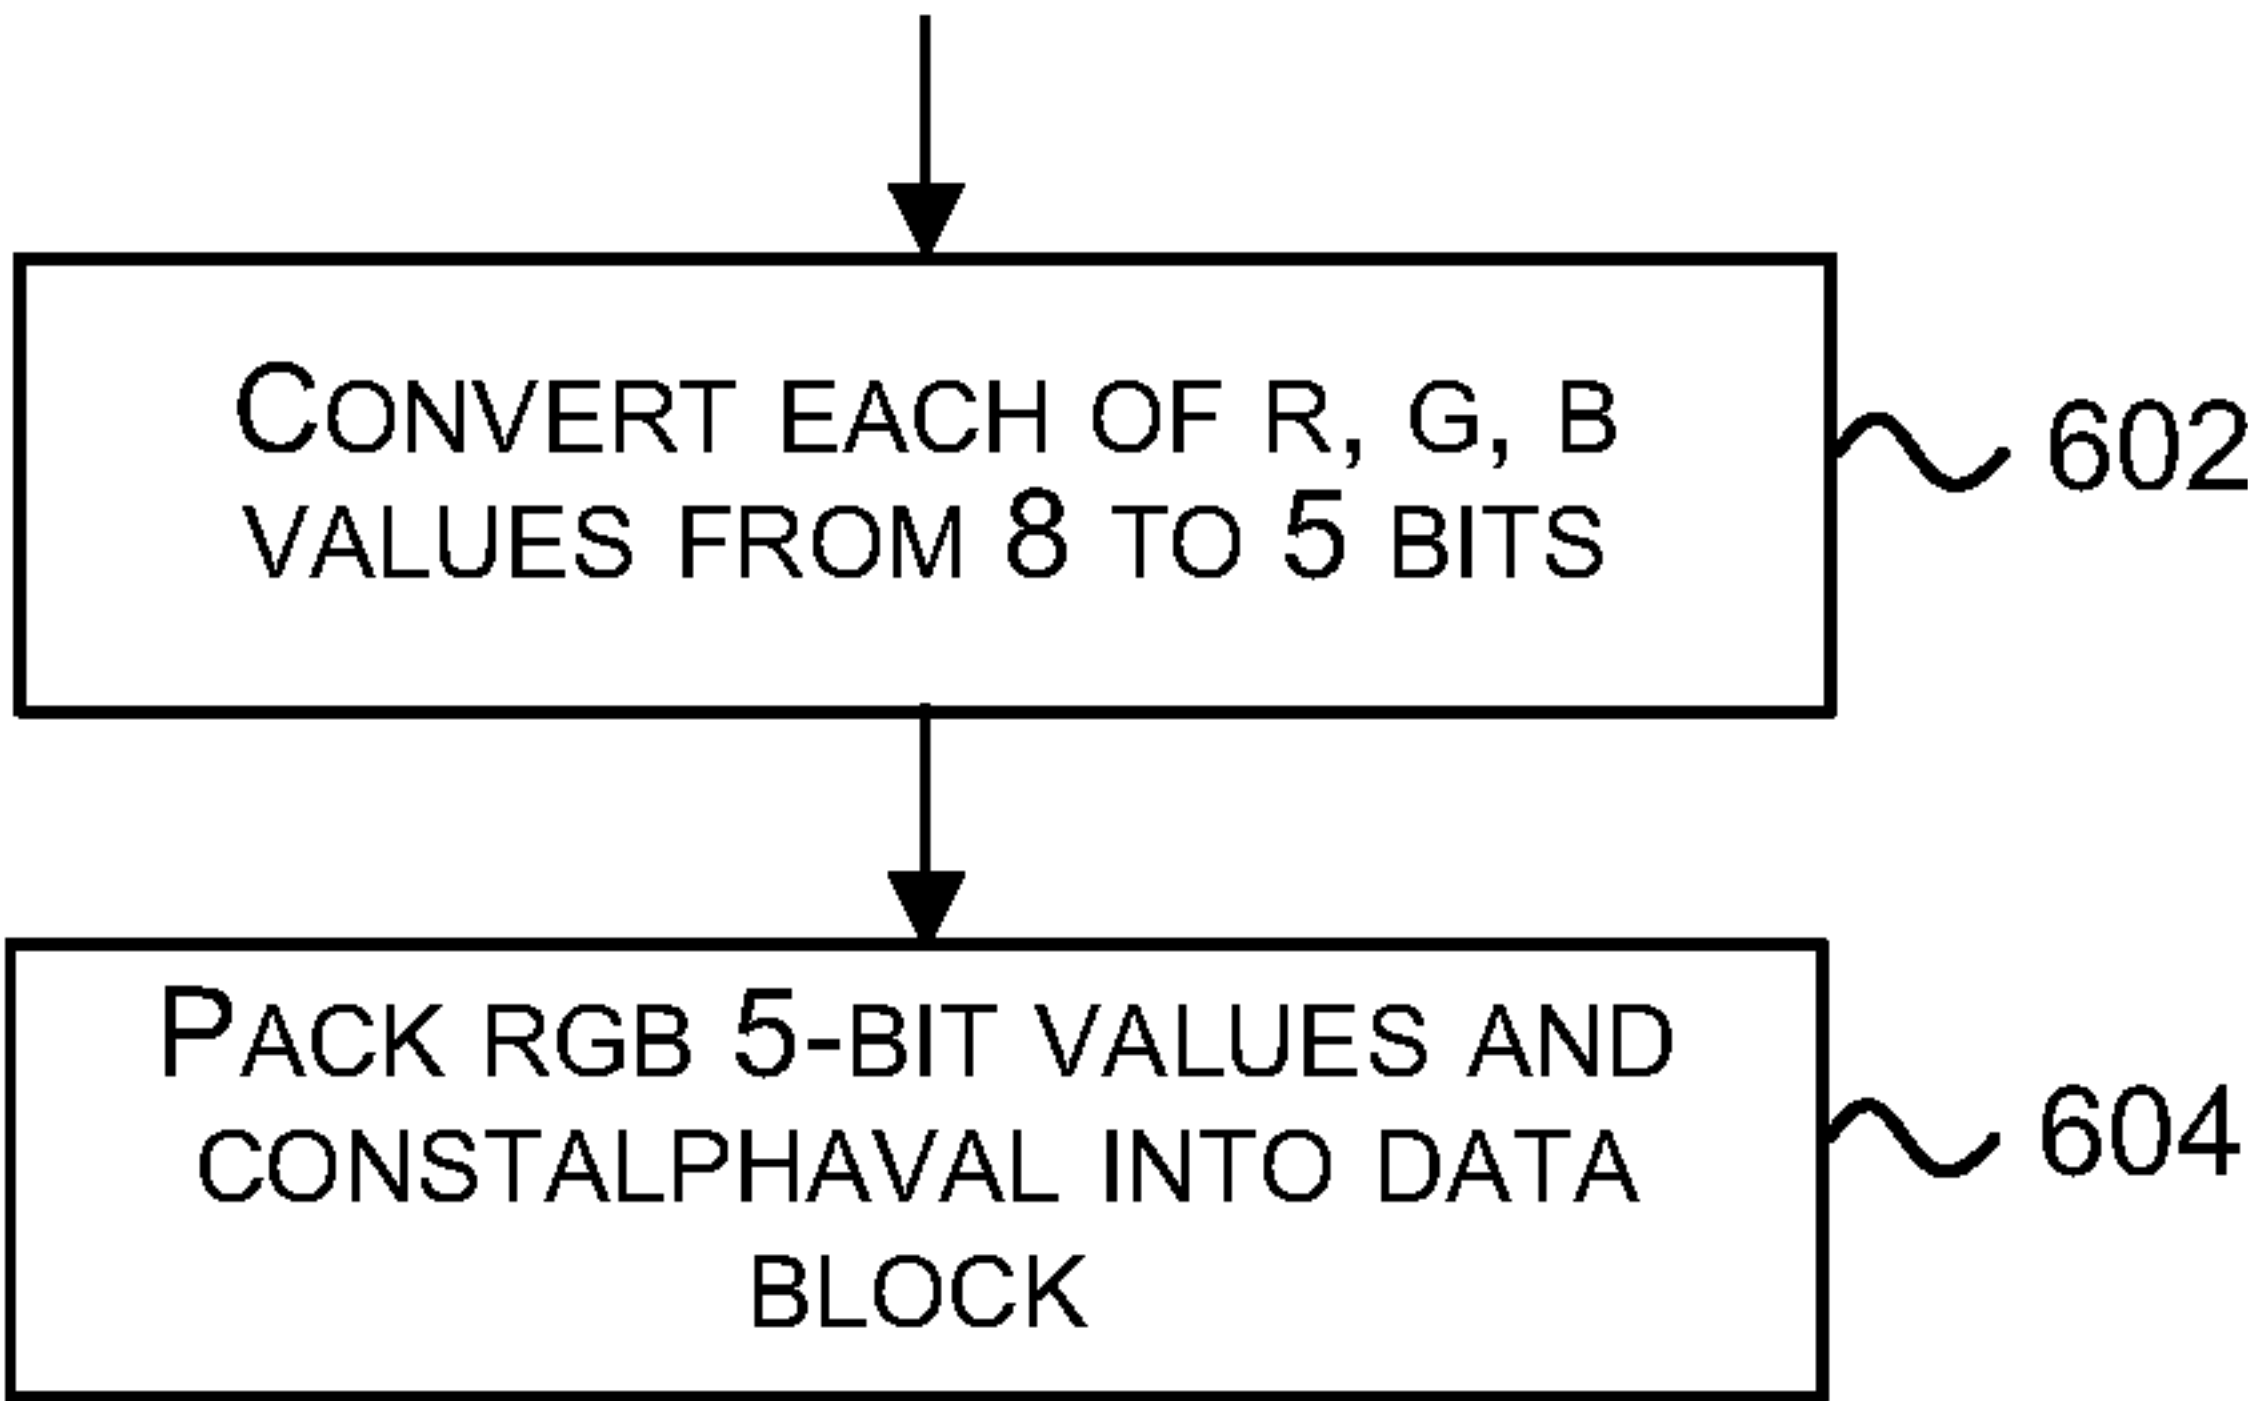 CONVERT EACH OF R, G, B
VALUES FROM 8 TO 5 BITS
602
PACK RGB 5-BIT VALUES AND
CONSTALPHAVAL INTO DATA
BLOCK
604